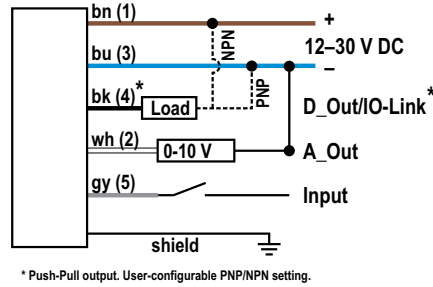 bn (1)
+
NPN
12–30 V DC
bu (3)
–
PNP
bk (4)*
Load
D_Out/IO-Link*
wh (2)
0-10 V
A_Out
gy (5)
Input
shield
* Push-Pull output. User-configurable PNP/NPN setting.